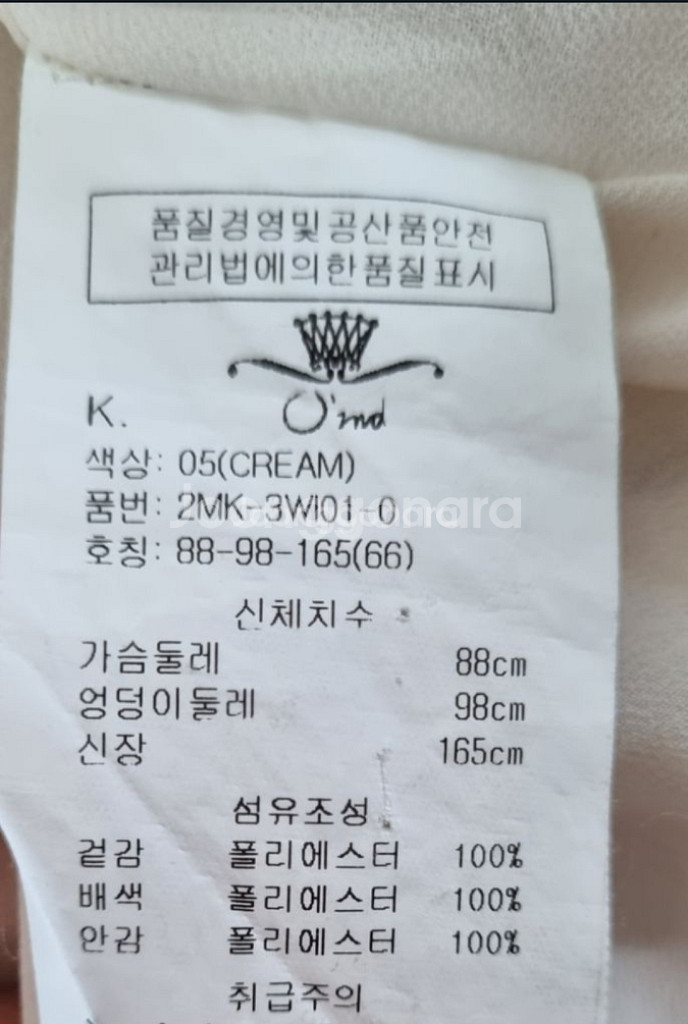 품질경영및공산품안전
관리법에의한품질표시
K.
O'md
색상: 05(CREAM)
품번: 2MK-3WI01-0
호칭: 88-98-165(66)
신체치수
가슴둘레 88cm
엉덩이둘레 98cm
신장 165cm
섬유조성
겉감 폴리에스터 100%
배색 폴리에스터 100%
안감 폴리에스터 100%
취급주의